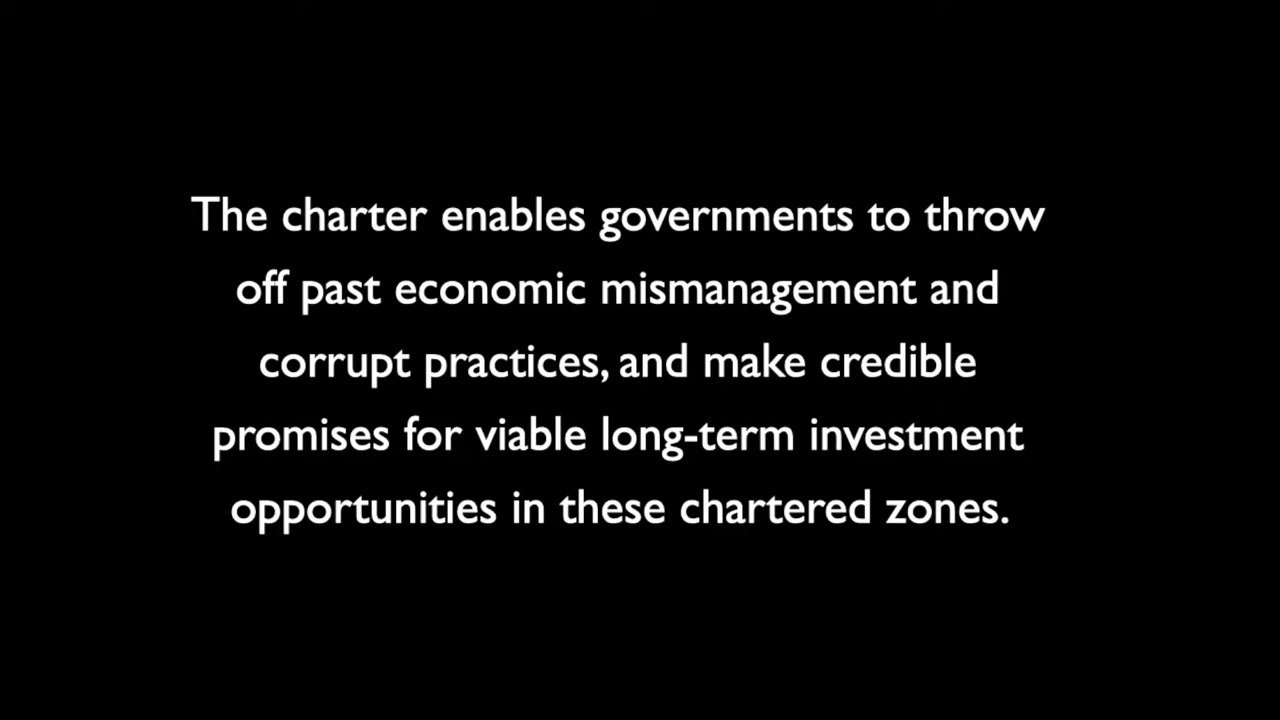 The charter enables governments to throw
off past economic mismanagement and
corrupt practices, and make credible
promises for viable long-term investment
opportunities in these chartered zones.